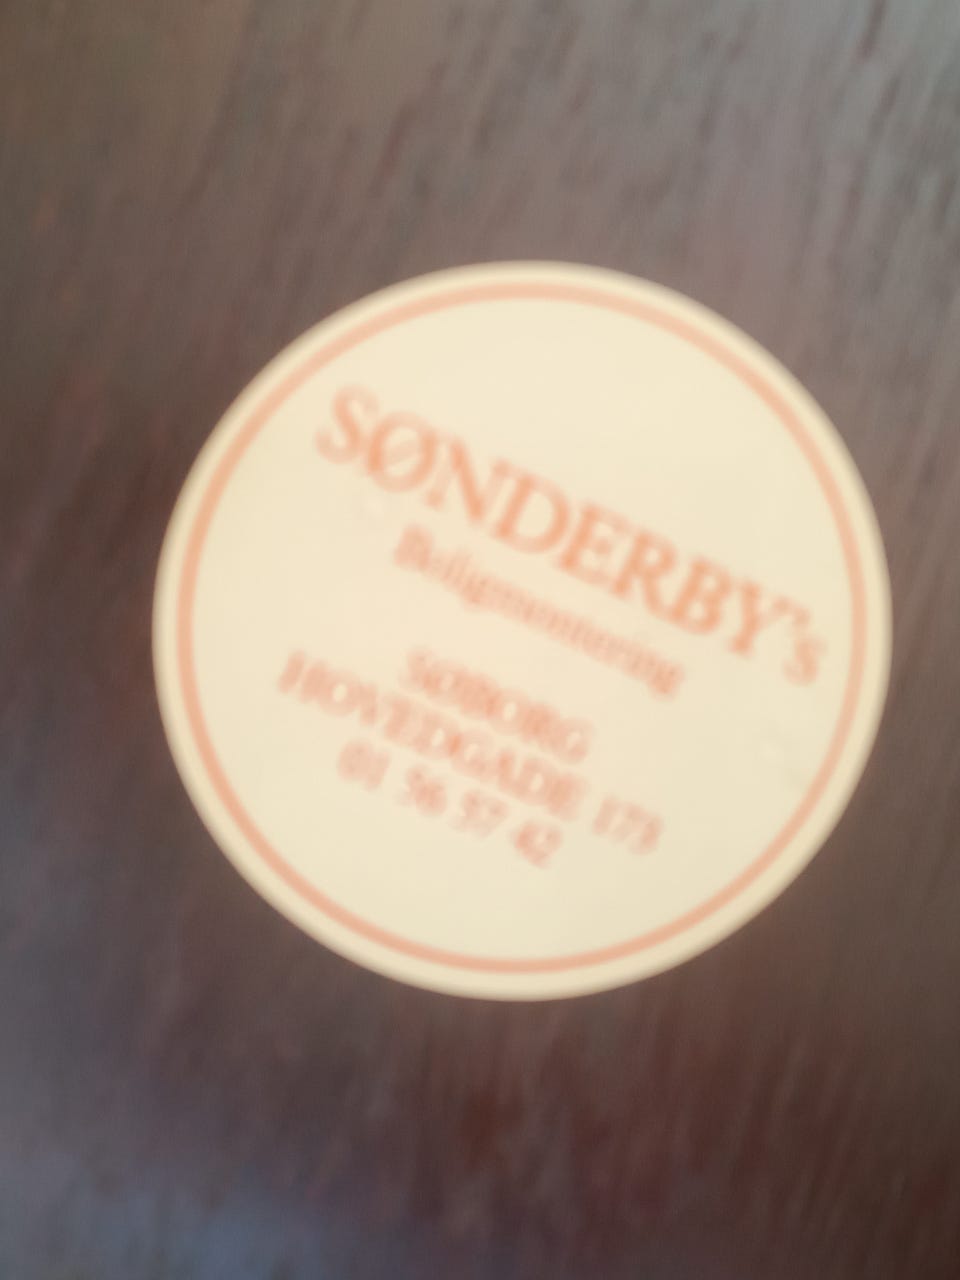 SØNDERBY's
Boligmontering
SØBORG
HOVEDGADE 173
01 56 57 42